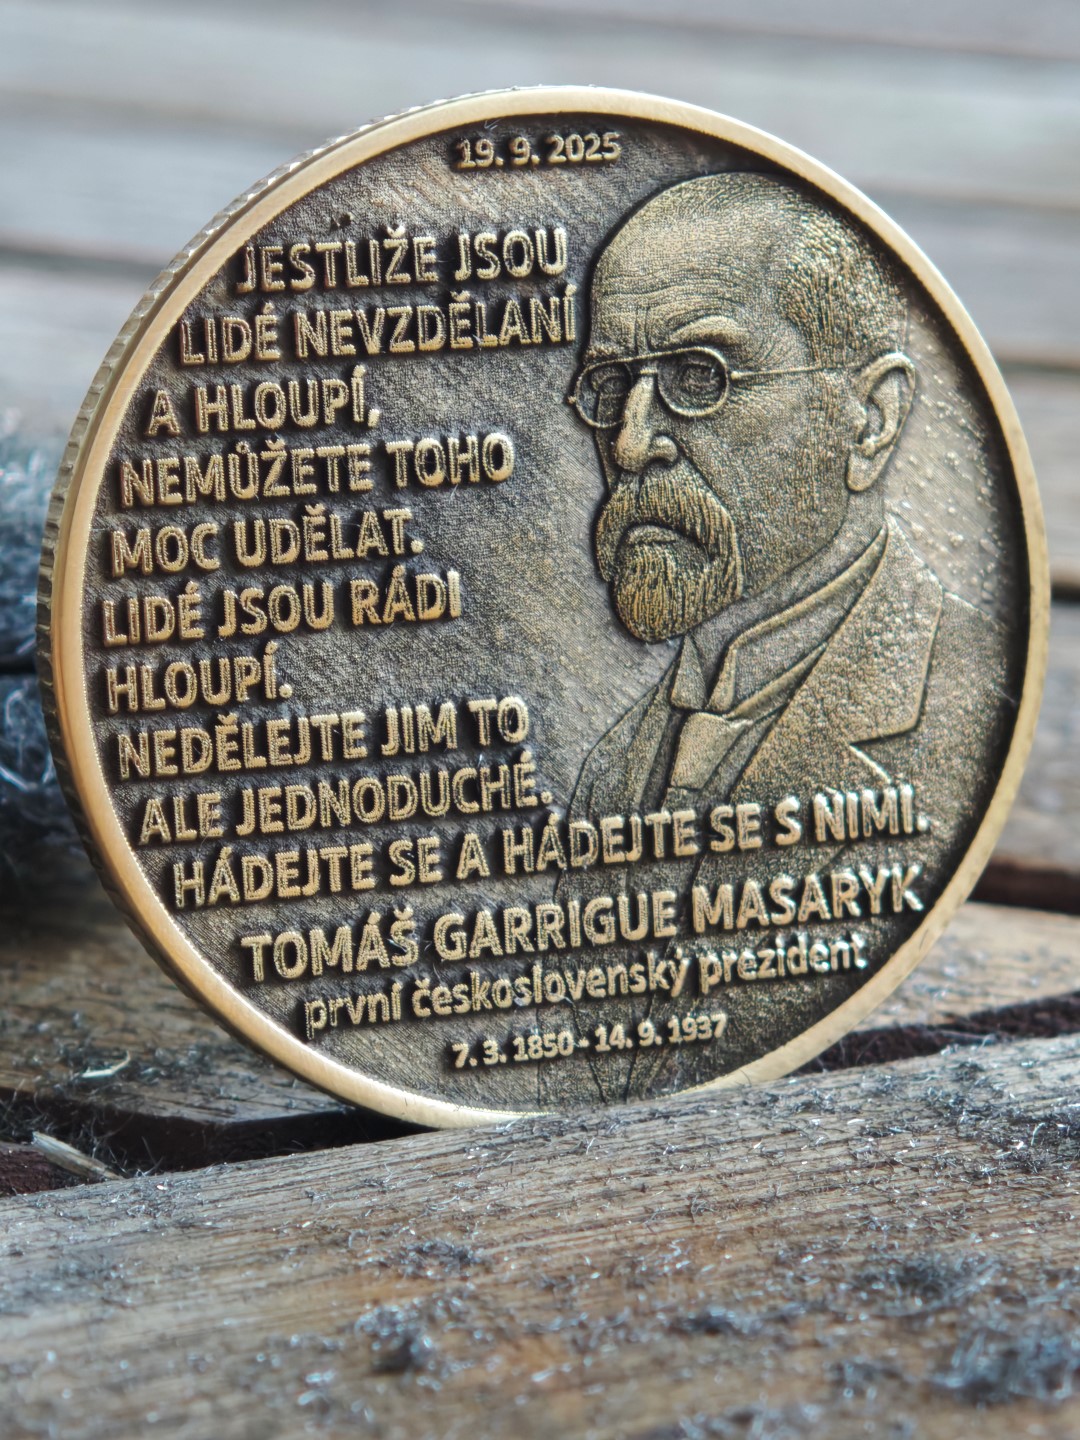 19. 9. 2025
JESTLIŽE JSOU
LIDÉ NEVZDĚLANÍ
A HLOUPÍ,
NEMŮŽETE TOHO
MOC UDĚLAT.
LIDÉ JSOU RÁDI
HLOUPÍ.
NEDĚLEJTE JIM TO
ALE JEDNODUCHÉ.
HÁDEJTE SE A HÁDEJTE SE S NIMI.
TOMÁŠ GARRIGUE MASARYK
první československý prezident
7. 3. 1850 - 14. 9. 1937